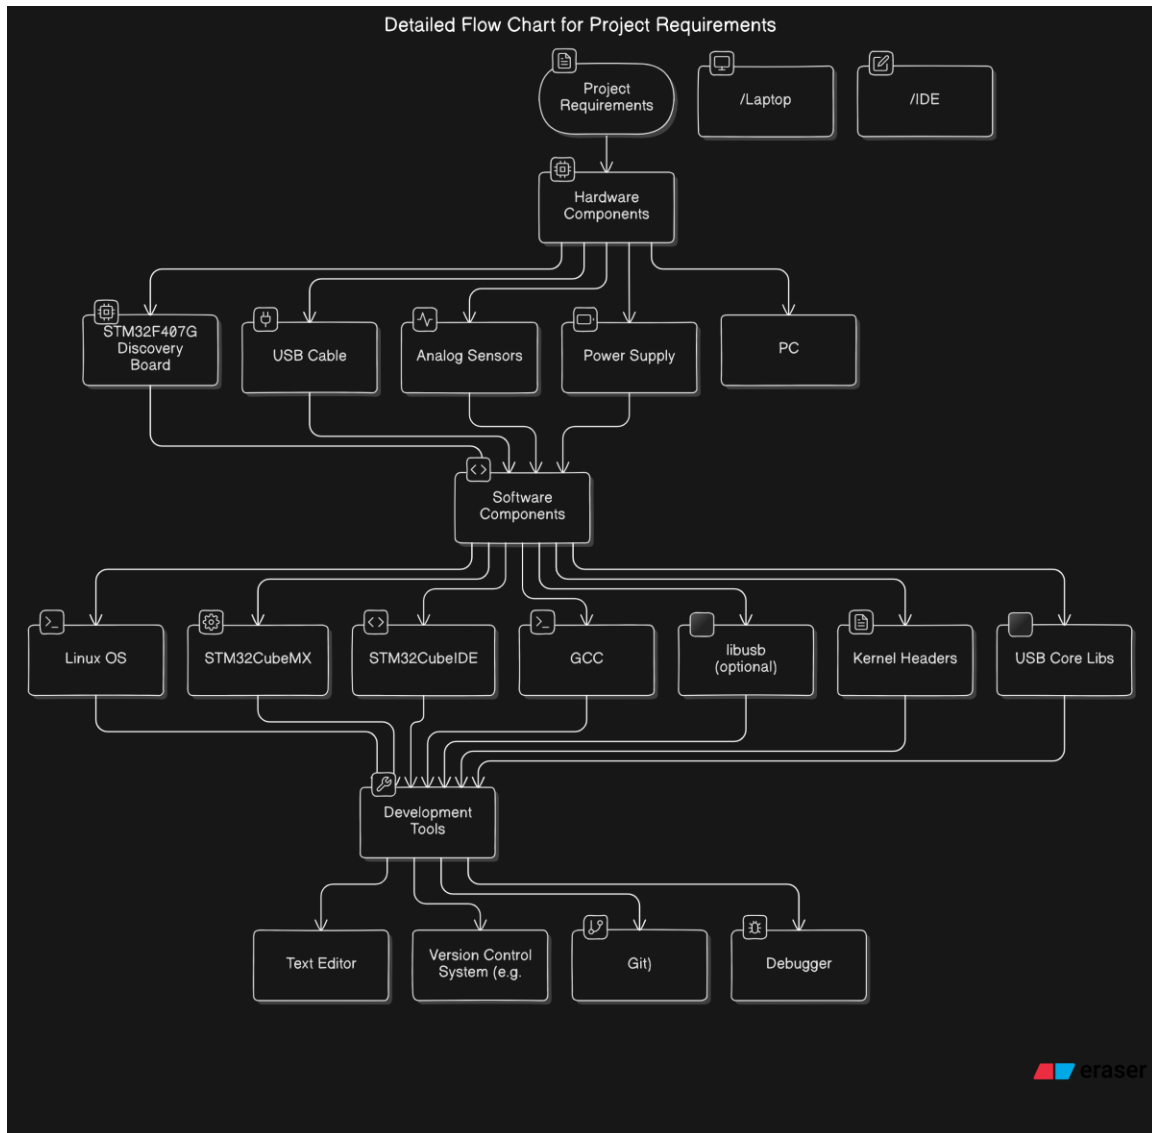 Detailed Flow Chart for Project Requirements
Project
Requirements
/Laptop
/IDE
Hardware
Components
STM32F407G
Discovery
Board
USB Cable
Analog Sensors
Power Supply
PC
Software
Components
Linux OS
STM32CubeMX
STM32CubeIDE
GCC
libusb
(optional)
Kernel Headers
USB Core Libs
Development
Tools
Text Editor
Version Control
System (e.g.
Git)
Debugger
eraser